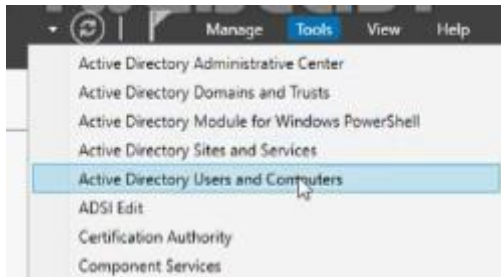 Manage Tools View Help
Active Directory Administrative Center
Active Directory Domains and Trusts
Active Directory Module for Windows PowerShell
Active Directory Sites and Services
Active Directory Users and Computers
ADSI Edit
Certification Authority
Component Services